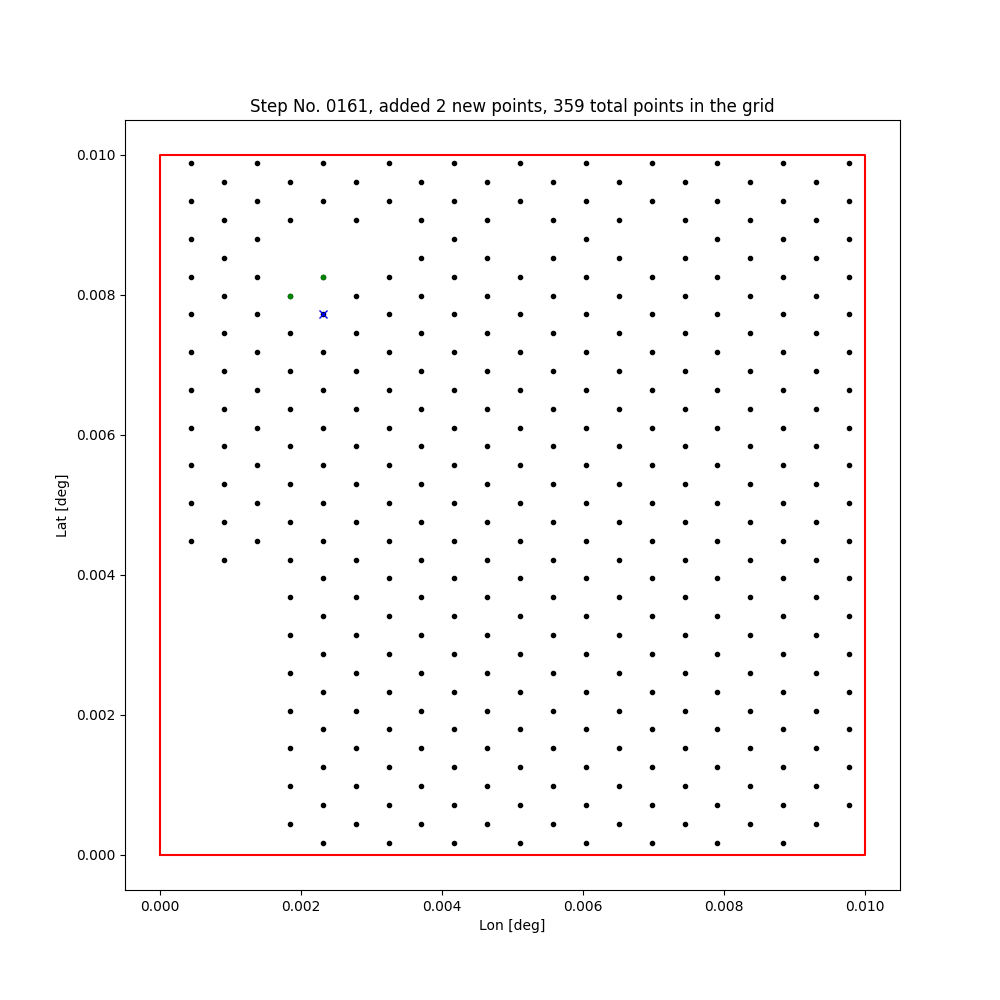 Step No. 0161, added 2 new points, 359 total points in the grid
0.010
0.008
0.006
0.004
0.002
0.000
Lat [deg]
0.000 0.002 0.004 0.006 0.008 0.010
Lon [deg]